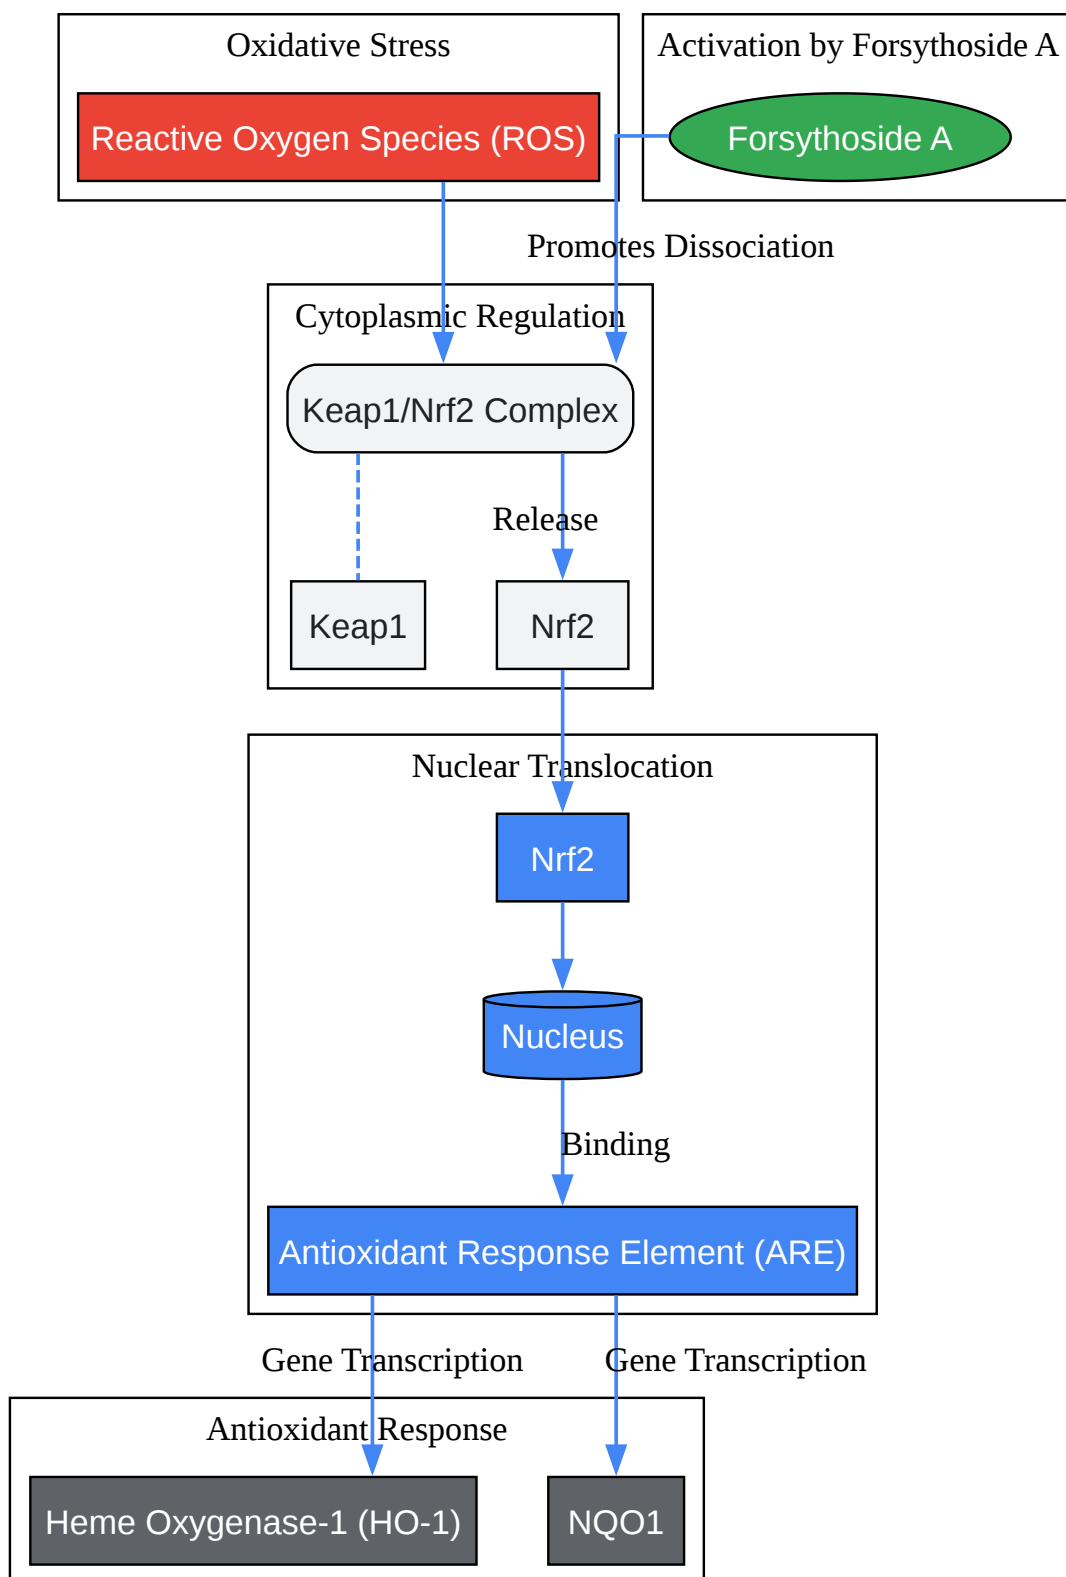 Oxidative Stress
Activation by Forsythoside A
Reactive Oxygen Species (ROS)
Forsythoside A
Promotes Dissociation
Cytoplasmic Regulation
Keap1/Nrf2 Complex
Release
Keap1
Nrf2
Nuclear Translocation
Nrf2
Nucleus
Binding
Antioxidant Response Element (ARE)
Gene Transcription
Gene Transcription
Antioxidant Response
Heme Oxygenase-1 (HO-1)
NQO1